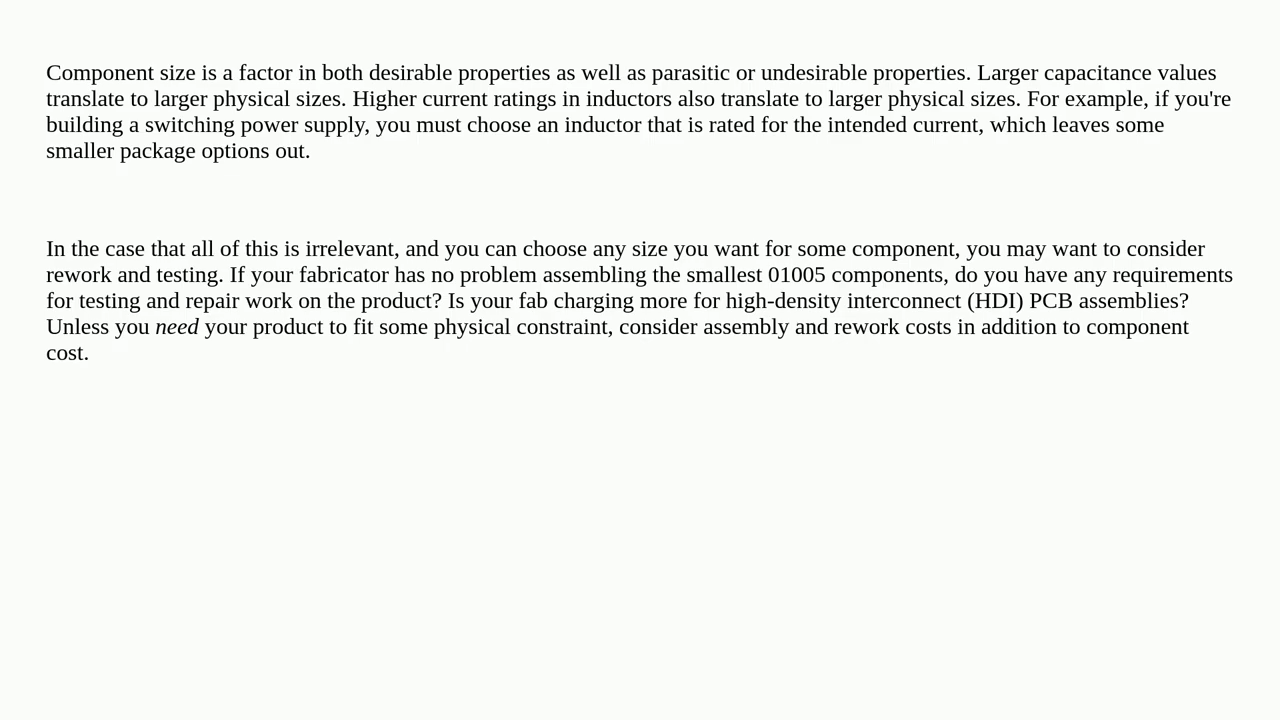 Component size is a factor in both desirable properties as well as parasitic or undesirable properties. Larger capacitance values
translate to larger physical sizes. Higher current ratings in inductors also translate to larger physical sizes. For example, if you're
building a switching power supply, you must choose an inductor that is rated for the intended current, which leaves some
smaller package options out.
In the case that all of this is irrelevant, and you can choose any size you want for some component, you may want to consider
rework and testing. If your fabricator has no problem assembling the smallest 01005 components, do you have any requirements
for testing and repair work on the product? Is your fab charging more for high-density interconnect (HDI) PCB assemblies?
Unless you need your product to fit some physical constraint, consider assembly and rework costs in addition to component
cost.